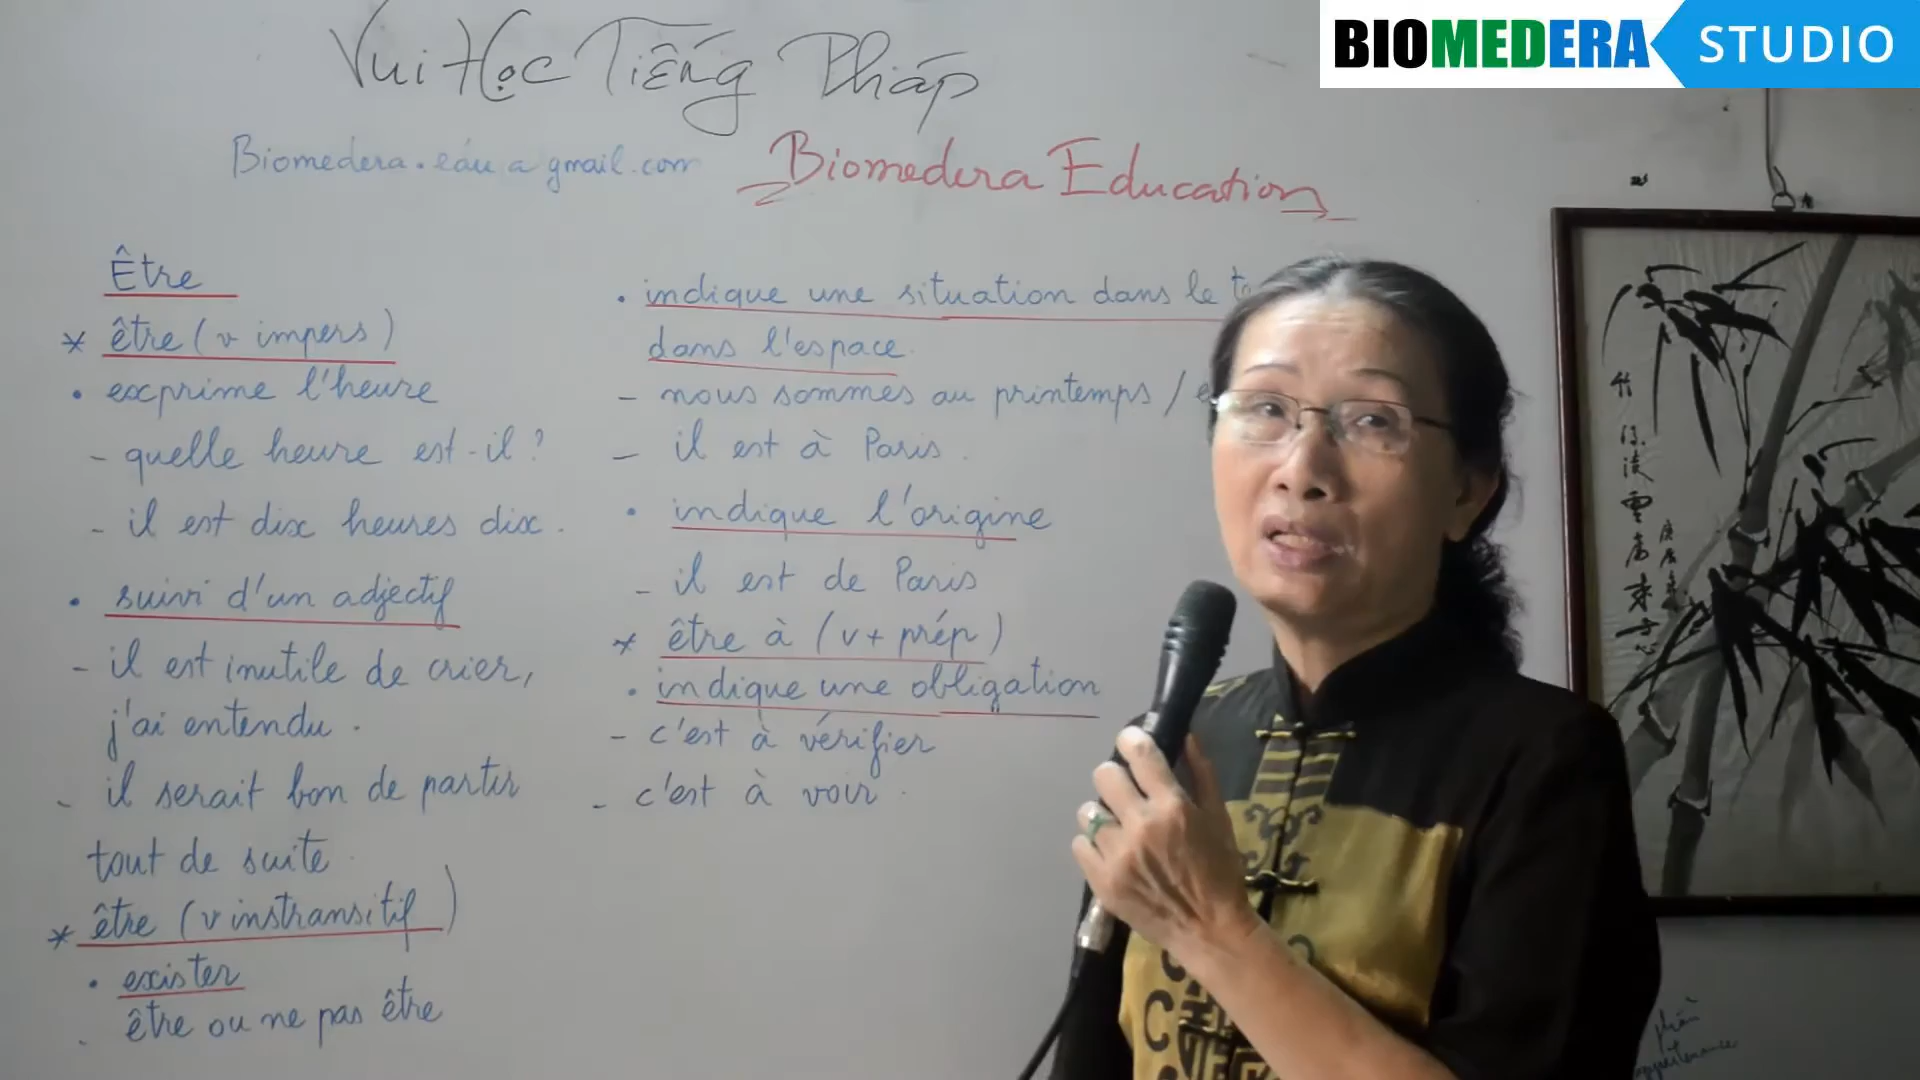 BIOMEDERA STUDIO
Vui Học Tiếng Pháp
Biomedera.edu a gmail.com
Biomedera Education
Être
* être (v impers)
• exprime l'heure
- quelle heure est-il?
- il est dix heures dix.
• suivi d'un adjectif
- il est inutile de crier,
j'ai entendu.
- il serait bon de partir
tout de suite.
* être (v instransitif)
• exister
- être ou ne pas être
• indique une situation dans le
dans l'espace.
- nous sommes au printemps /
- il est à Paris.
• indique l'origine
- il est de Paris
* être à (v + prép)
• indique une obligation
- c'est à vérifier
- c'est à voir.
竹